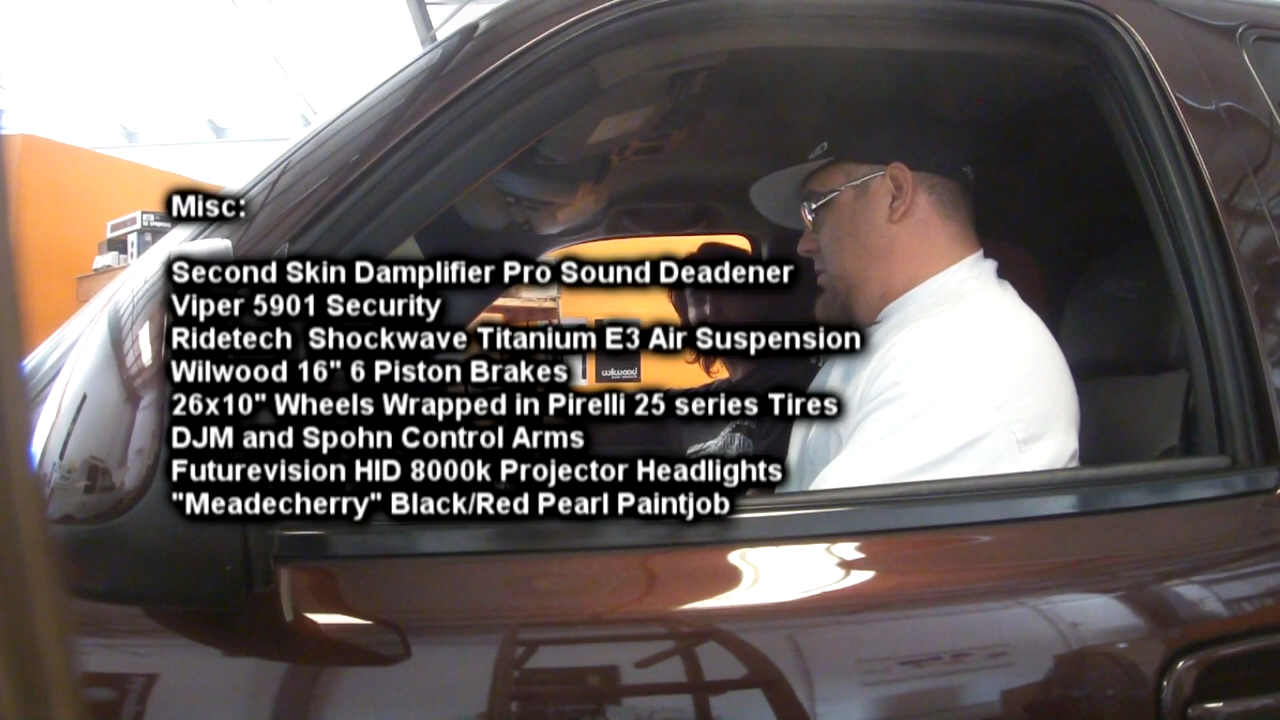 Misc:
Second Skin Damplifier Pro Sound Deadener
Viper 5901 Security
Ridetech  Shockwave Titanium E3 Air Suspension
Wilwood 16" 6 Piston Brakes
26x10" Wheels Wrapped in Pirelli 25 series Tires
DJM and Spohn Control Arms
Futurevision HID 8000k Projector Headlights
"Meadecherry" Black/Red Pearl Paintjob
wilwood